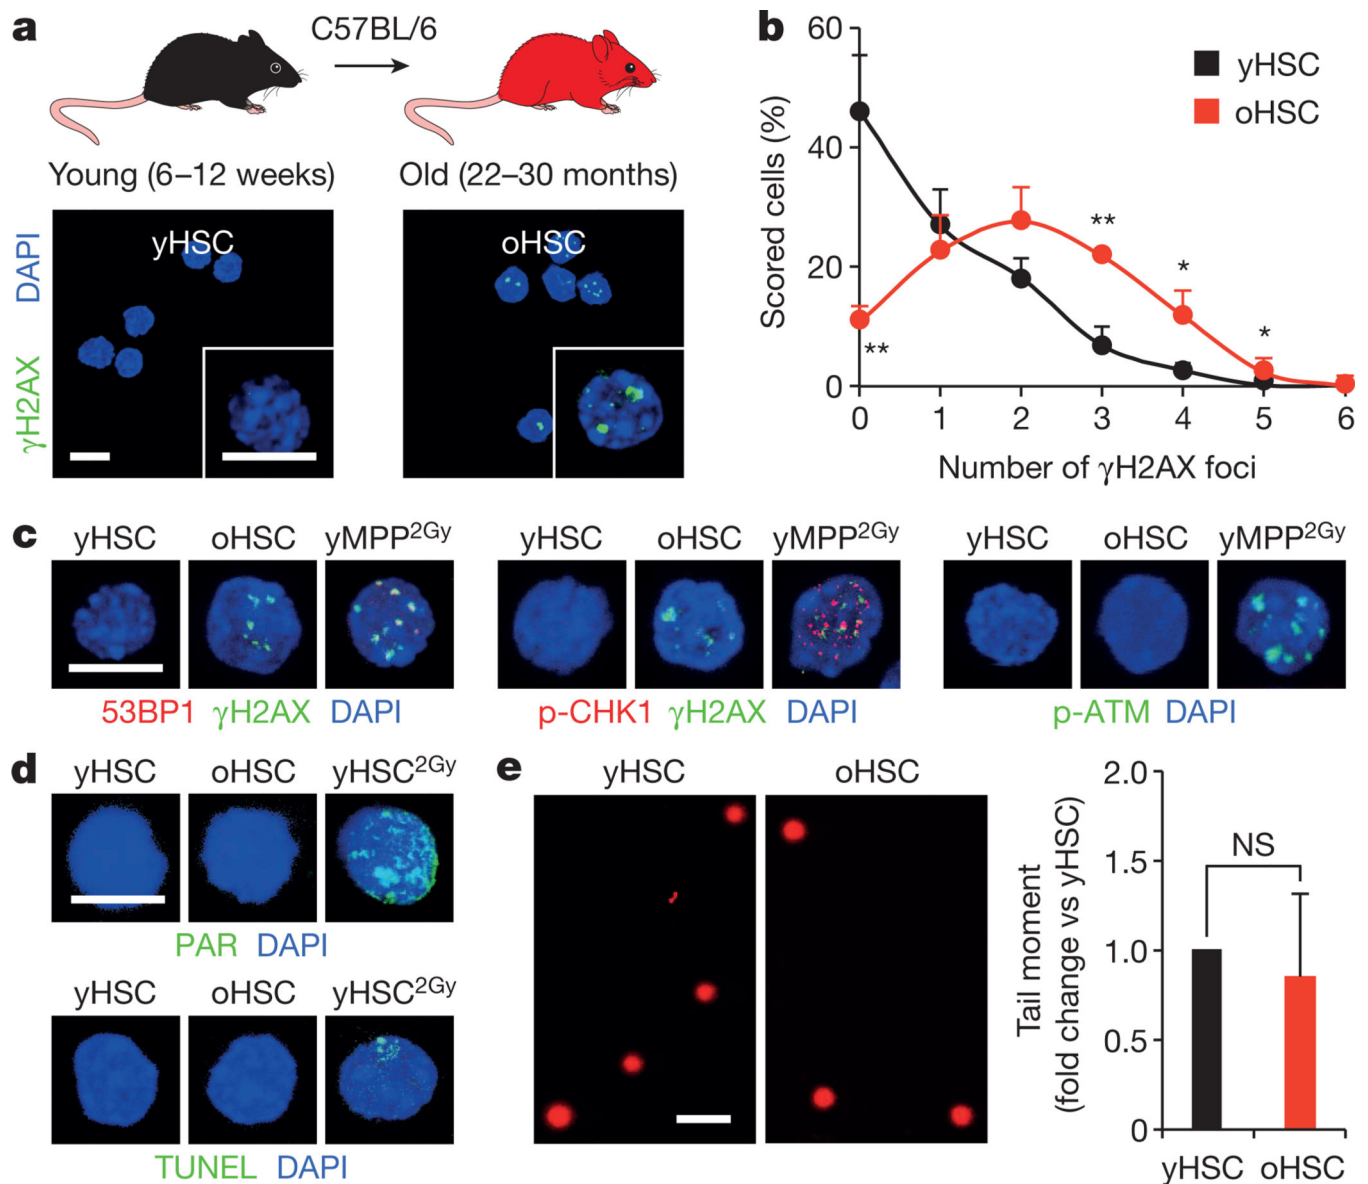 a
C57BL/6
Young (6–12 weeks)
Old (22–30 months)
γH2AX DAPI
yHSC
oHSC
b
Scored cells (%)
60
40
20
0
yHSC
oHSC
**
**
*
*
0 1 2 3 4 5 6
Number of γH2AX foci
c
yHSC oHSC yMPP2Gy
53BP1 γH2AX DAPI
yHSC oHSC yMPP2Gy
p-CHK1 γH2AX DAPI
yHSC oHSC yMPP2Gy
p-ATM DAPI
d
yHSC oHSC yHSC2Gy
PAR DAPI
yHSC oHSC yHSC2Gy
TUNEL DAPI
e
yHSC oHSC
Tail moment
(fold change vs yHSC)
2.0
1.5
1.0
0.5
0
NS
yHSC oHSC